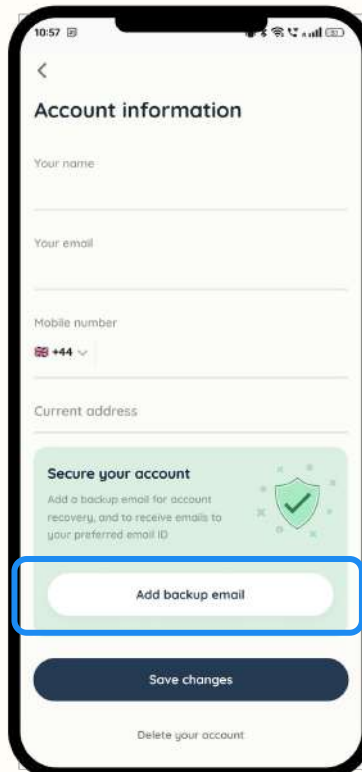 10:57
Account information
Your name
Your email
Mobile number
+44
Current address
Secure your account
Add a backup email for account
recovery, and to receive emails to
your preferred email ID
Add backup email
Save changes
Delete your account